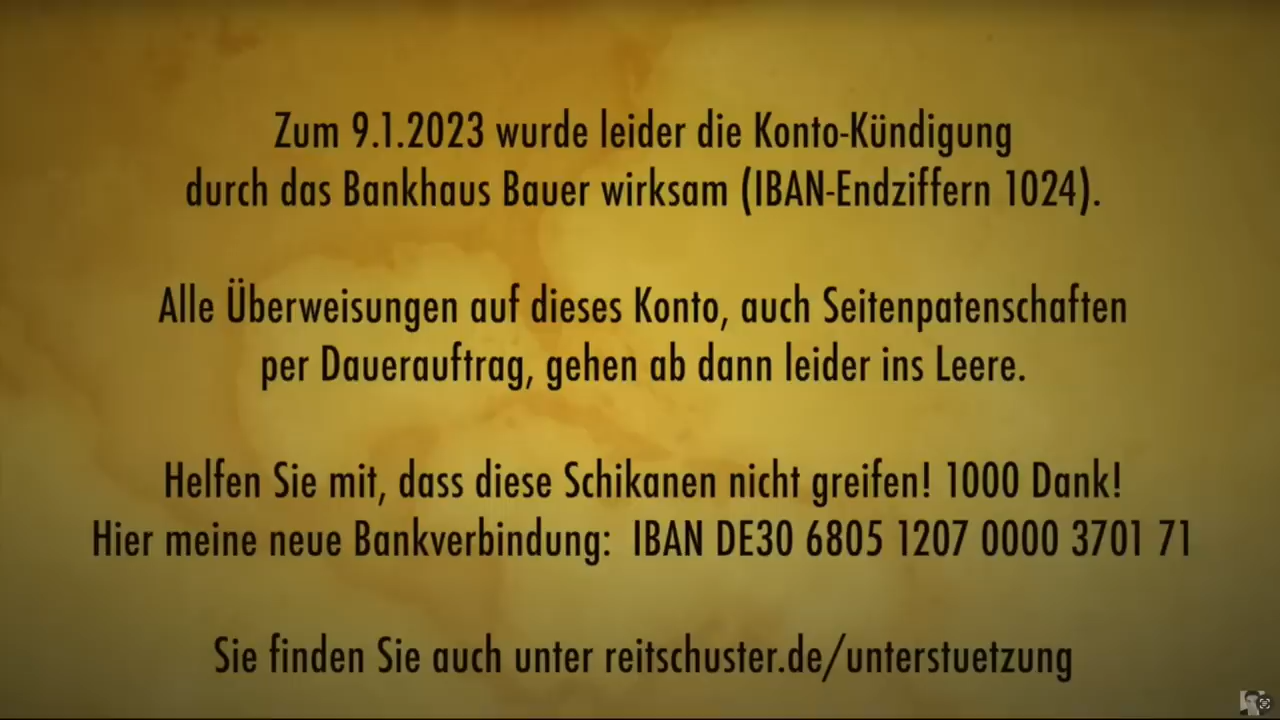 Zum 9.1.2023 wurde leider die Konto-Kündigung
durch das Bankhaus Bauer wirksam (IBAN-Endziffern 1024).
Alle Überweisungen auf dieses Konto, auch Seitenpatenschaften
per Dauerauftrag, gehen ab dann leider ins Leere.
Helfen Sie mit, dass diese Schikanen nicht greifen! 1000 Dank!
Hier meine neue Bankverbindung: IBAN DE30 6805 1207 0000 3701 71
Sie finden Sie auch unter reitschuster.de/unterstuetzung